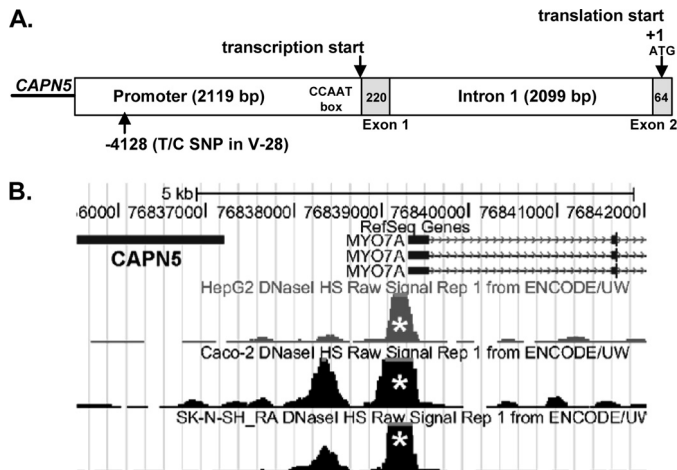 A.
translation start
+1
transcription start
ATG
CAPN5
Promoter (2119 bp)
CCAAT
box
220
Intron 1 (2099 bp)
64
Exon 1
Exon 2
-4128 (T/C SNP in V-28)
B.
5 kb
56000 76837000 76838000 76839000 76840000 76841000 76842000
RefSeq Genes
MYO7A
MYO7A
MYO7A
CAPN5
HepG2 DNaseI HS Raw Signal Rep 1 from ENCODE/UW
*
Caco-2 DNaseI HS Raw Signal Rep 1 from ENCODE/UW
*
SK-N-SH_RA DNaseI HS Raw Signal Rep 1 from ENCODE/UW
*